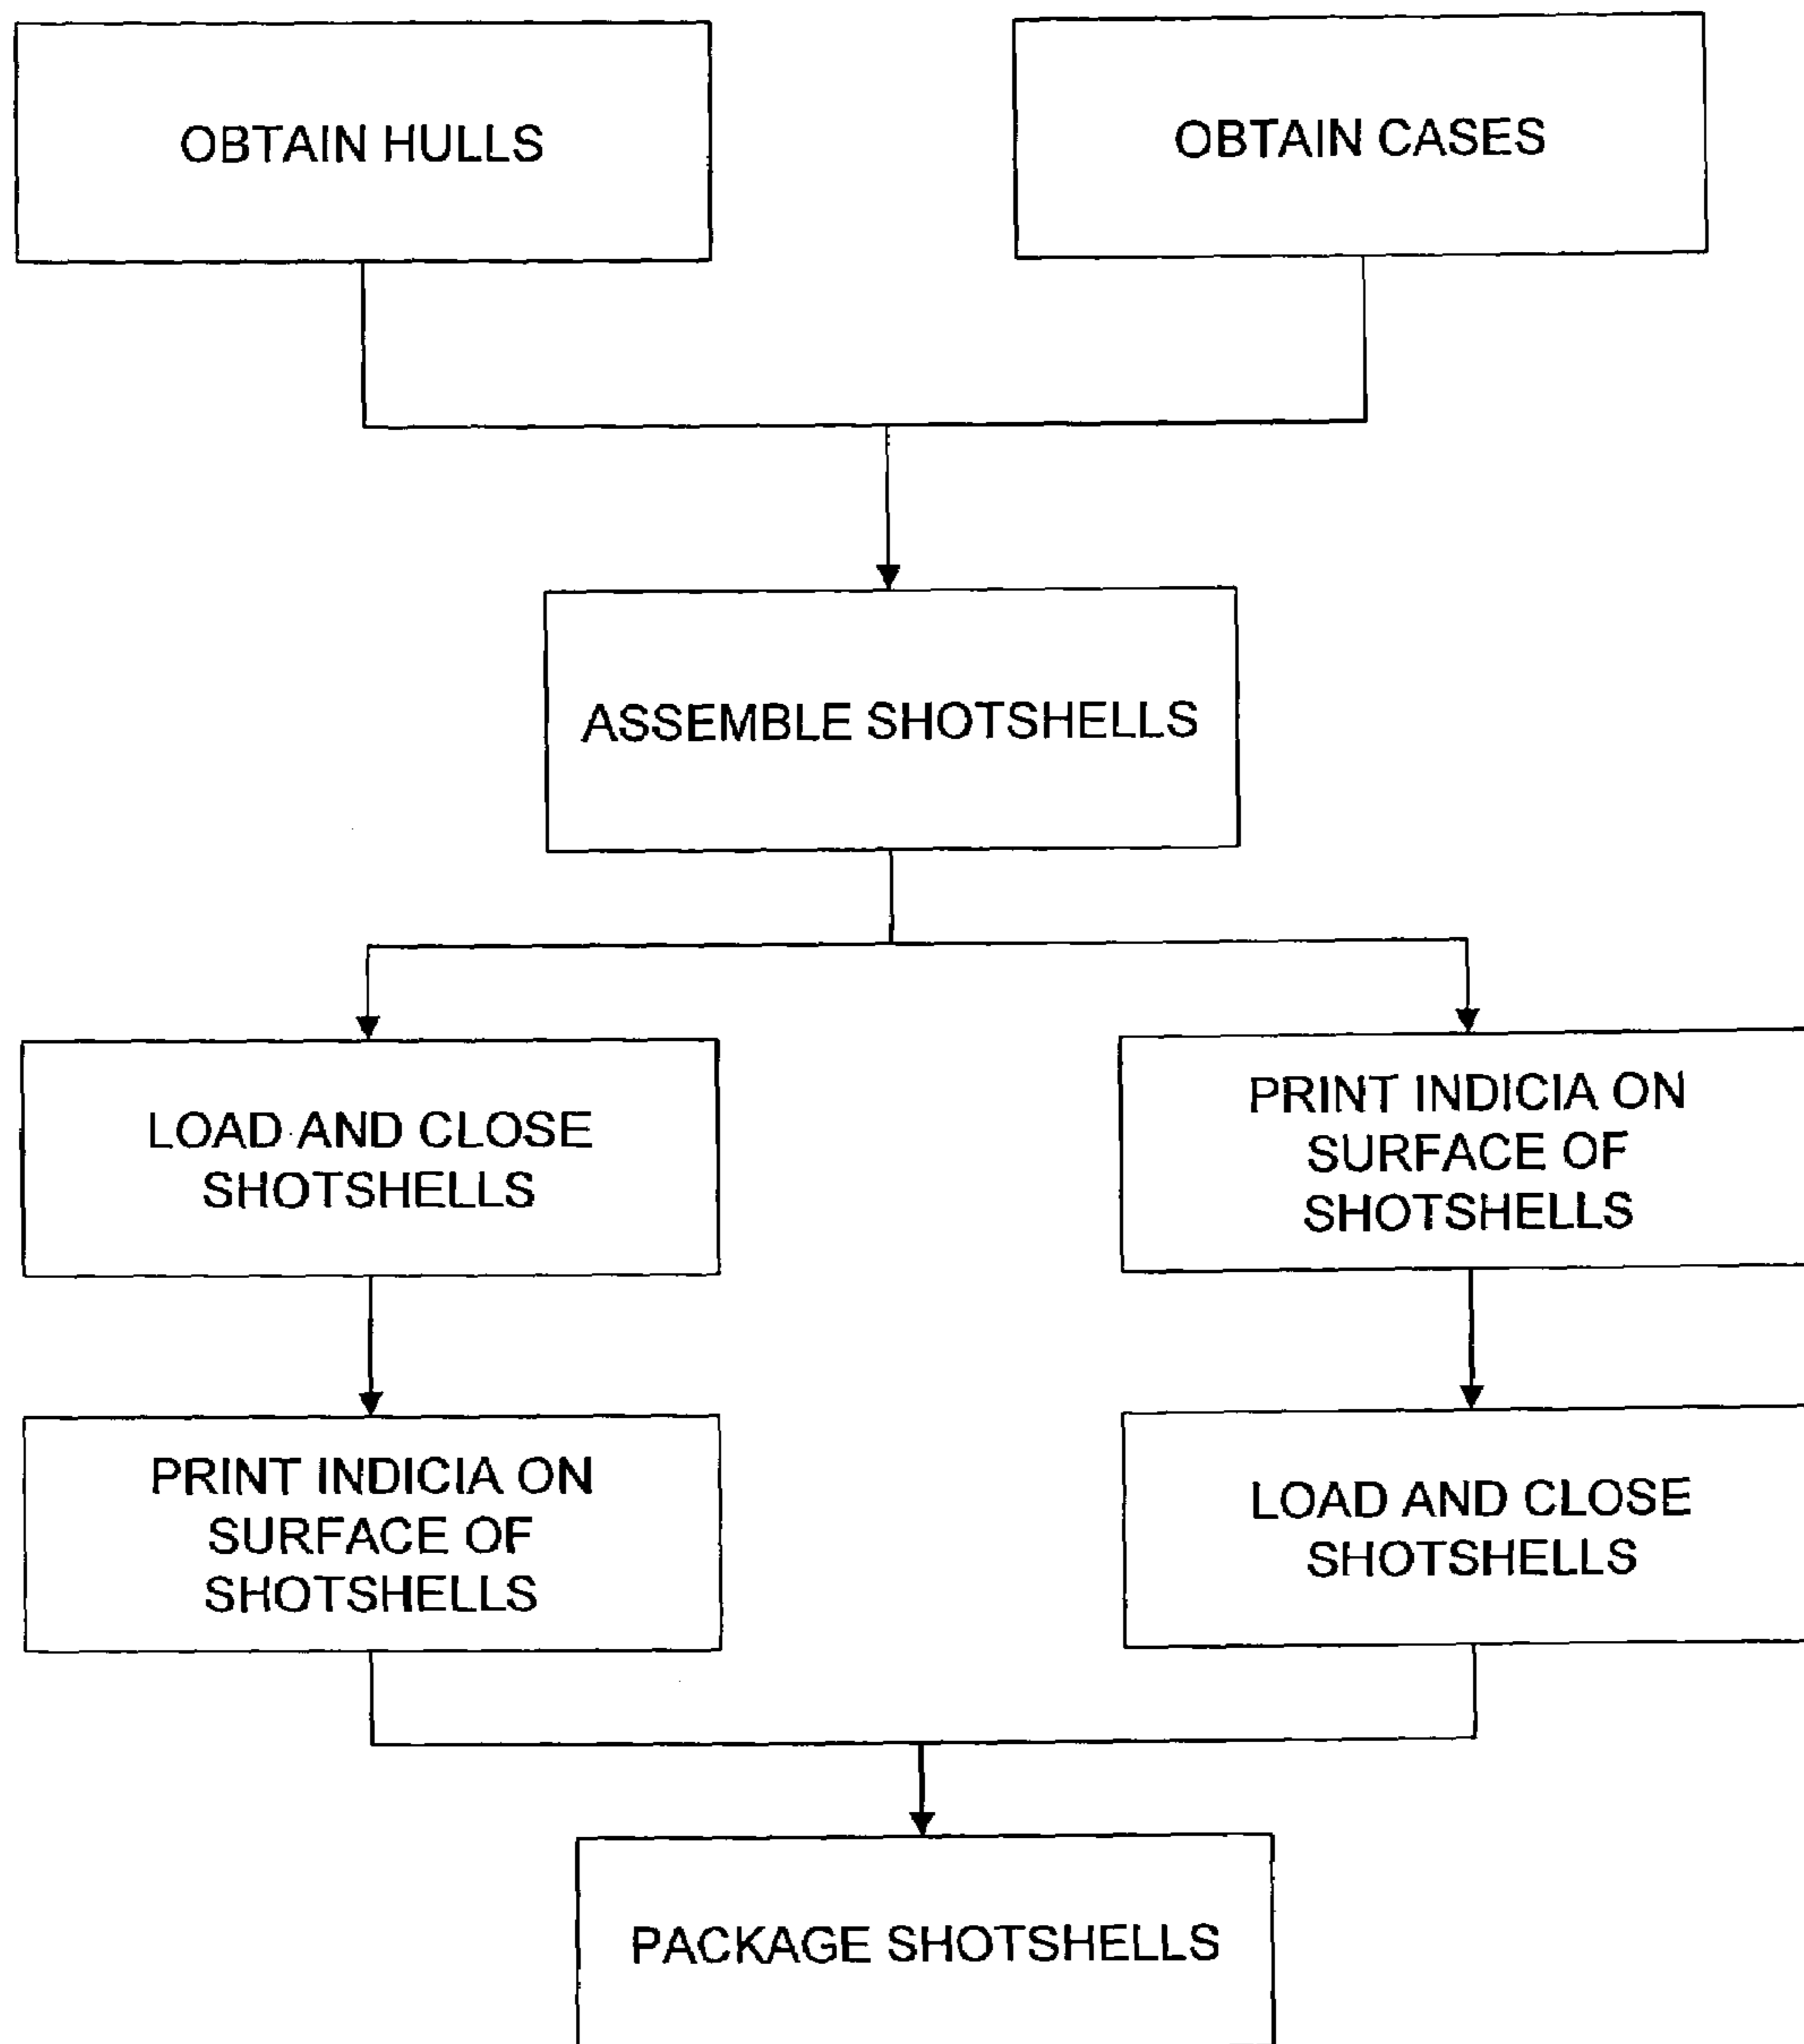 OBTAIN HULLS
OBTAIN CASES
ASSEMBLE SHOTSHELLS
LOAD AND CLOSE
SHOTSHELLS
PRINT INDICIA ON
SURFACE OF
SHOTSHELLS
PRINT INDICIA ON
SURFACE OF
SHOTSHELLS
LOAD AND CLOSE
SHOTSHELLS
PACKAGE SHOTSHELLS